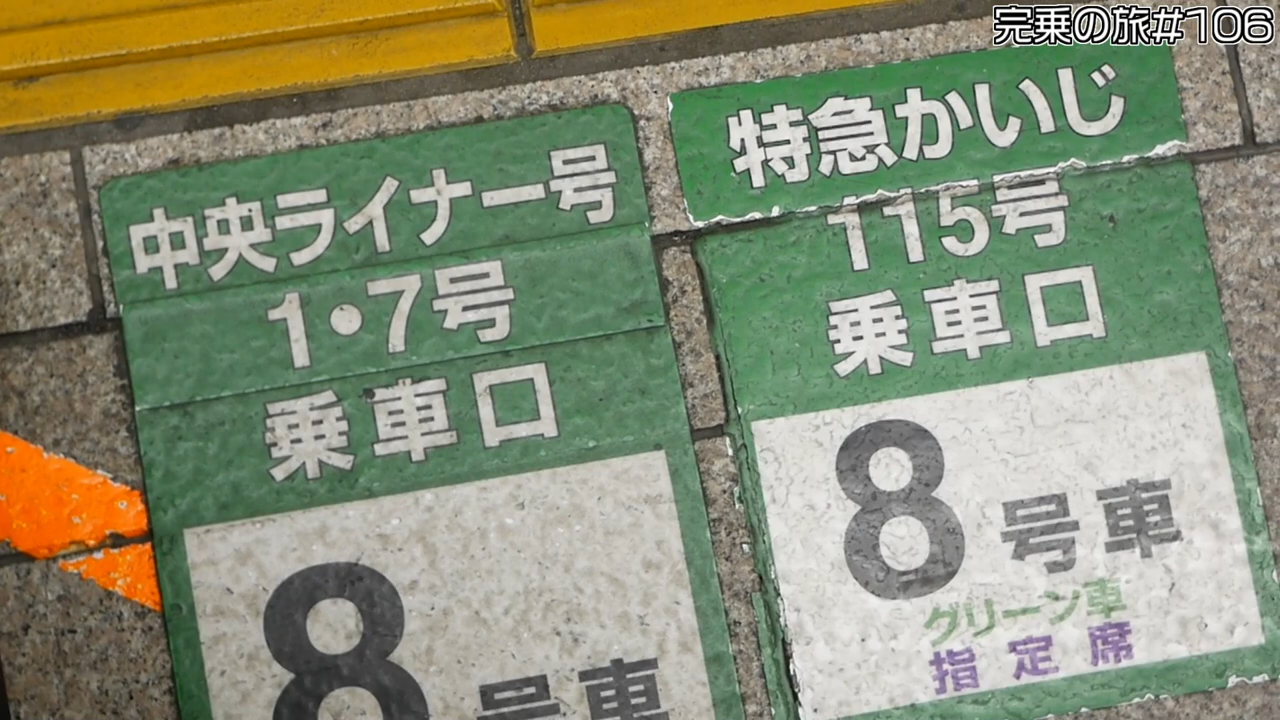 完乗の旅#106
中央ライナー号
1・7号
乗車口
8号車
特急かいじ
115号
乗車口
8号車
グリーン車
指定席